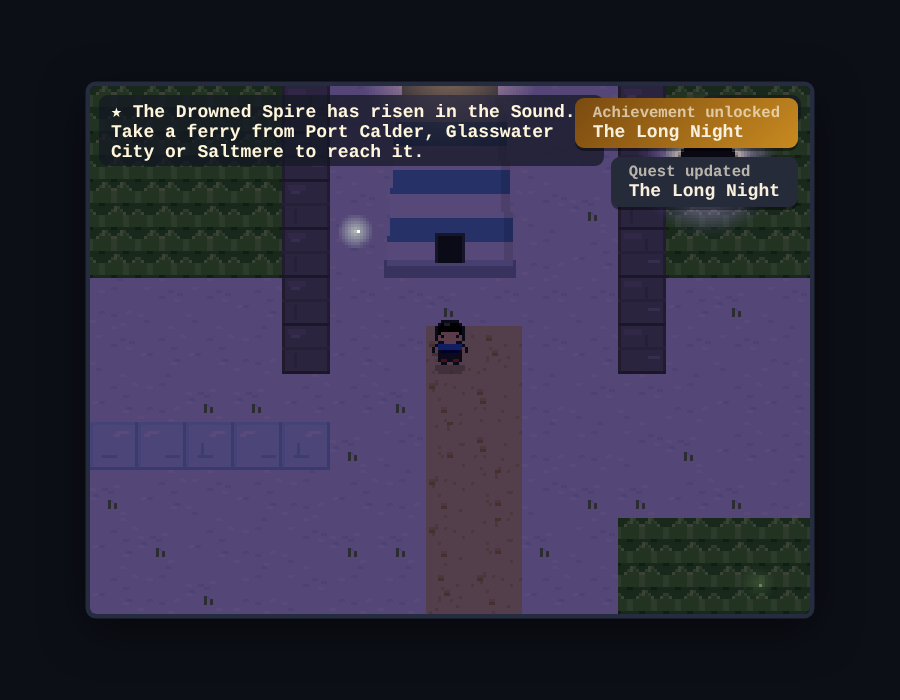 ★ The Drowned Spire has risen in the Sound.
Take a ferry from Port Calder, Glasswater
City or Saltmere to reach it.
Achievement unlocked
The Long Night
Quest updated
The Long Night